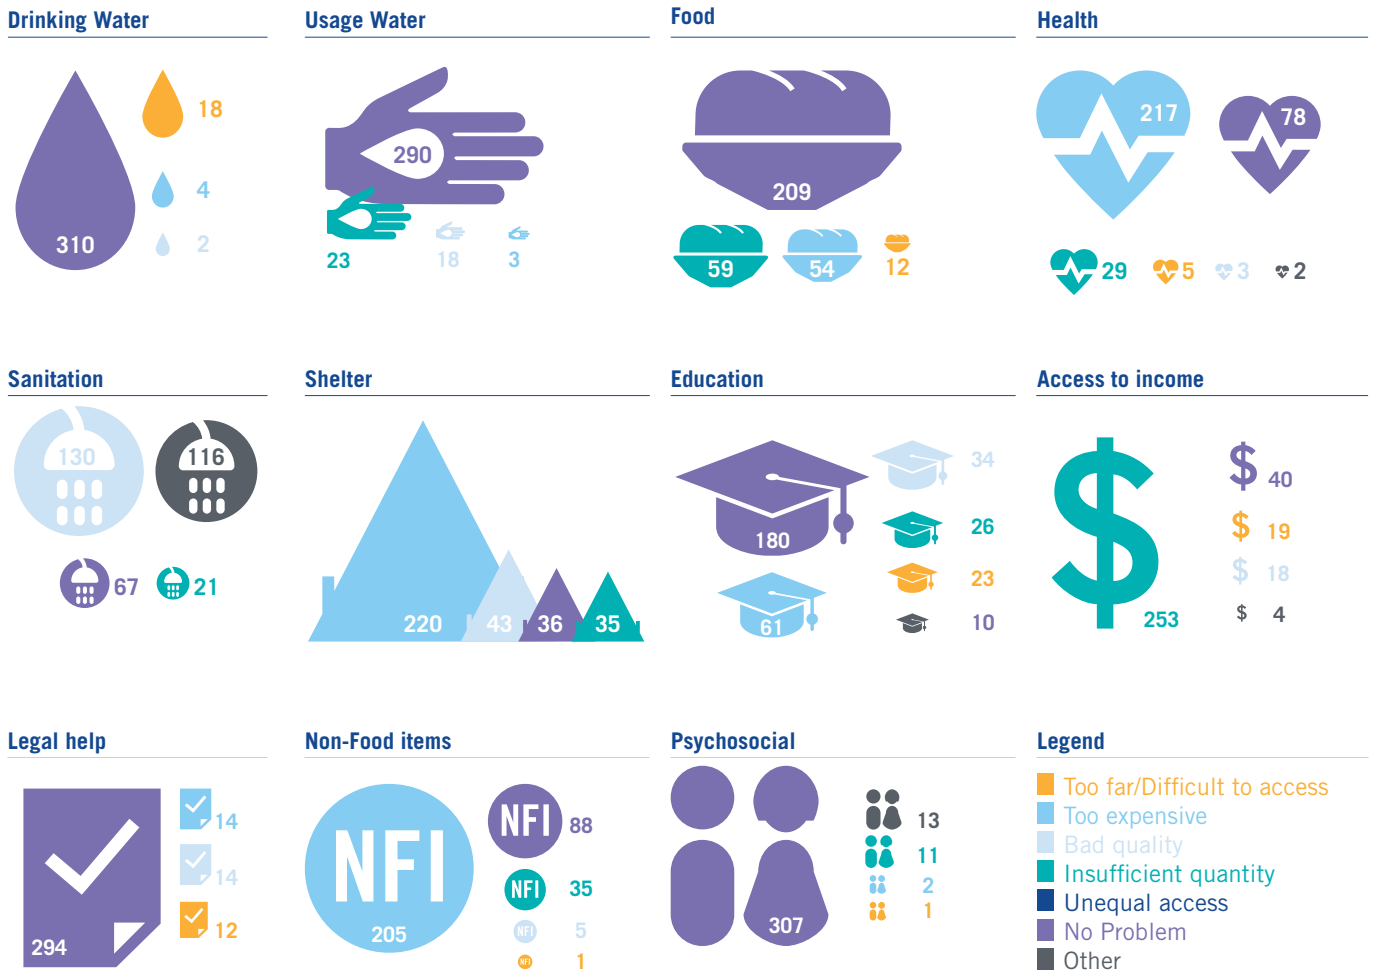 Drinking Water
310
18
4
2
Usage Water
290
23
18
3
Food
209
59
54
12
Health
217
78
29
5
3
2
Sanitation
130
116
67
21
Shelter
220
43
36
35
Education
180
61
34
26
23
10
Access to income
253
40
19
18
4
Legal help
294
14
14
12
Non-Food items
NFI
205
NFI
88
NFI
35
NFI
5
NFI
1
Psychosocial
307
13
11
2
1
Legend
Too far/Difficult to access
Too expensive
Bad quality
Insufficient quantity
Unequal access
No Problem
Other